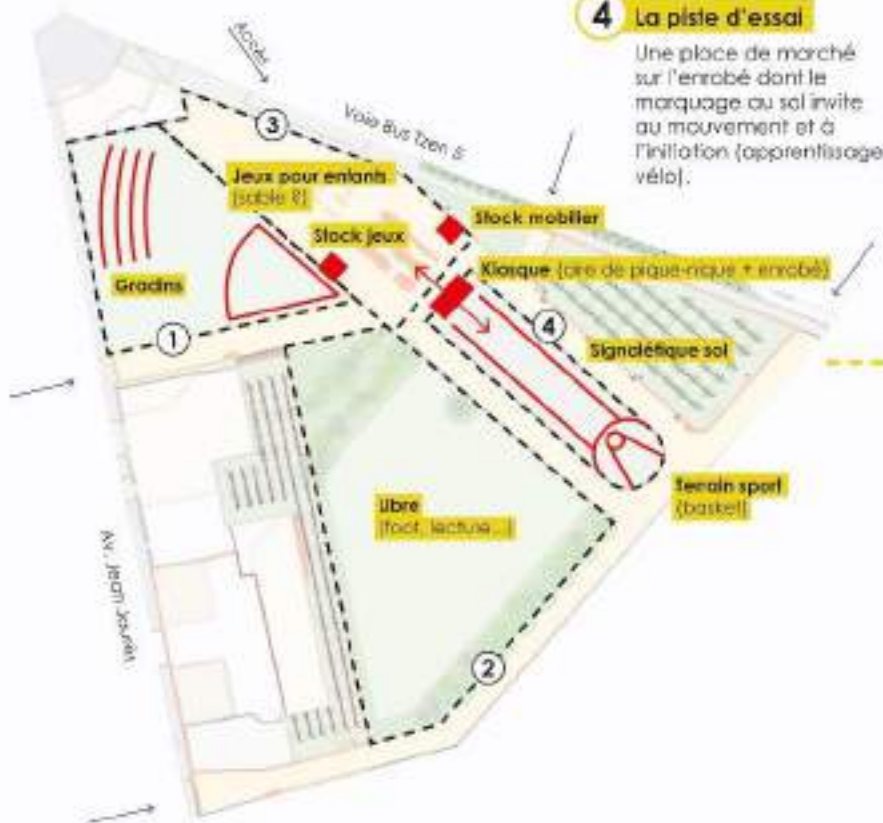 4 La piste d'essai
Une place de marché
sur l'enrobé dont le
marquage au sol invite
au mouvement et à
l'initiation (apprentissage
vélo).
Accès
Voie Bus Tzen 5
3
Jeux pour enfants
(sable ?)
Stock mobilier
Stock jeux
Kiosque (aire de pique-nique + enrobé)
Gradins
4
1
Signalétique sol
Terrain sport
(basket)
Libre
(foot, lecture...)
Av. Jean Jaurès
2